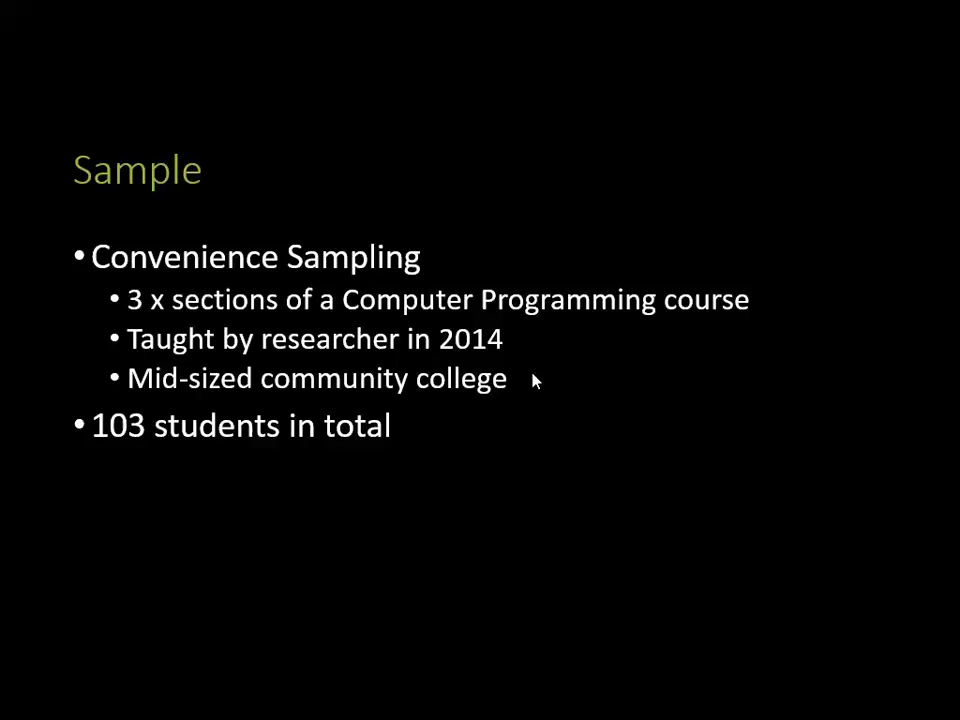 Sample
• Convenience Sampling
• 3 x sections of a Computer Programming course
• Taught by researcher in 2014
• Mid-sized community college
• 103 students in total